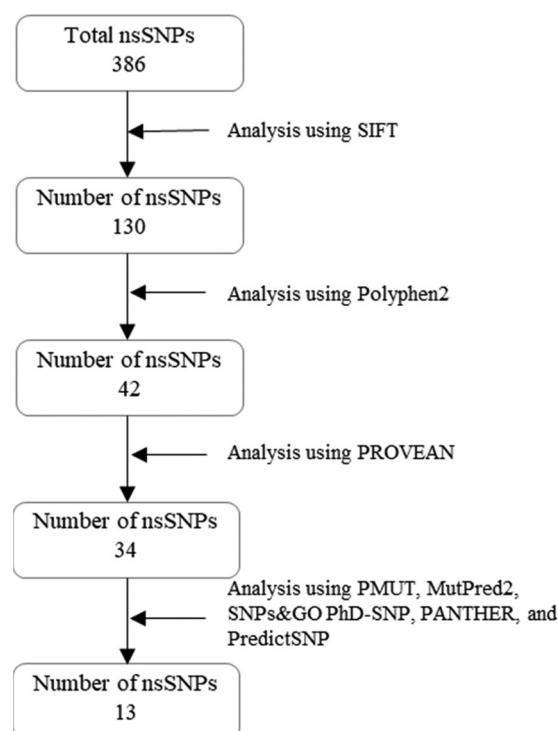 Total nsSNPs
386
Analysis using SIFT
Number of nsSNPs
130
Analysis using Polyphen2
Number of nsSNPs
42
Analysis using PROVEAN
Number of nsSNPs
34
Analysis using PMUT, MutPred2,
SNPs&GO PhD-SNP, PANTHER, and
PredictSNP
Number of nsSNPs
13